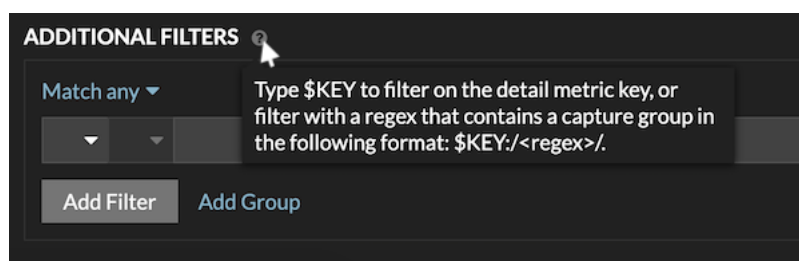 ADDITIONAL FILTERS ?
Match any
Type $KEY to filter on the detail metric key, or
filter with a regex that contains a capture group in
the following format: $KEY:/<regex>/.
Add Filter Add Group